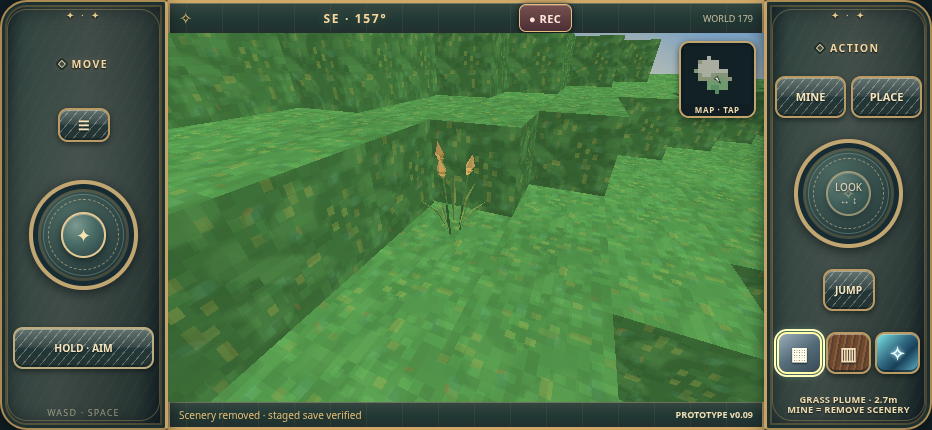 MOVE
SE · 157°
● REC
WORLD 179
ACTION
MINE
PLACE
MAP · TAP
LOOK
JUMP
HOLD · AIM
WASD · SPACE
Scenery removed · staged save verified
PROTOTYPE v0.09
GRASS PLUME · 2.7m
MINE = REMOVE SCENERY